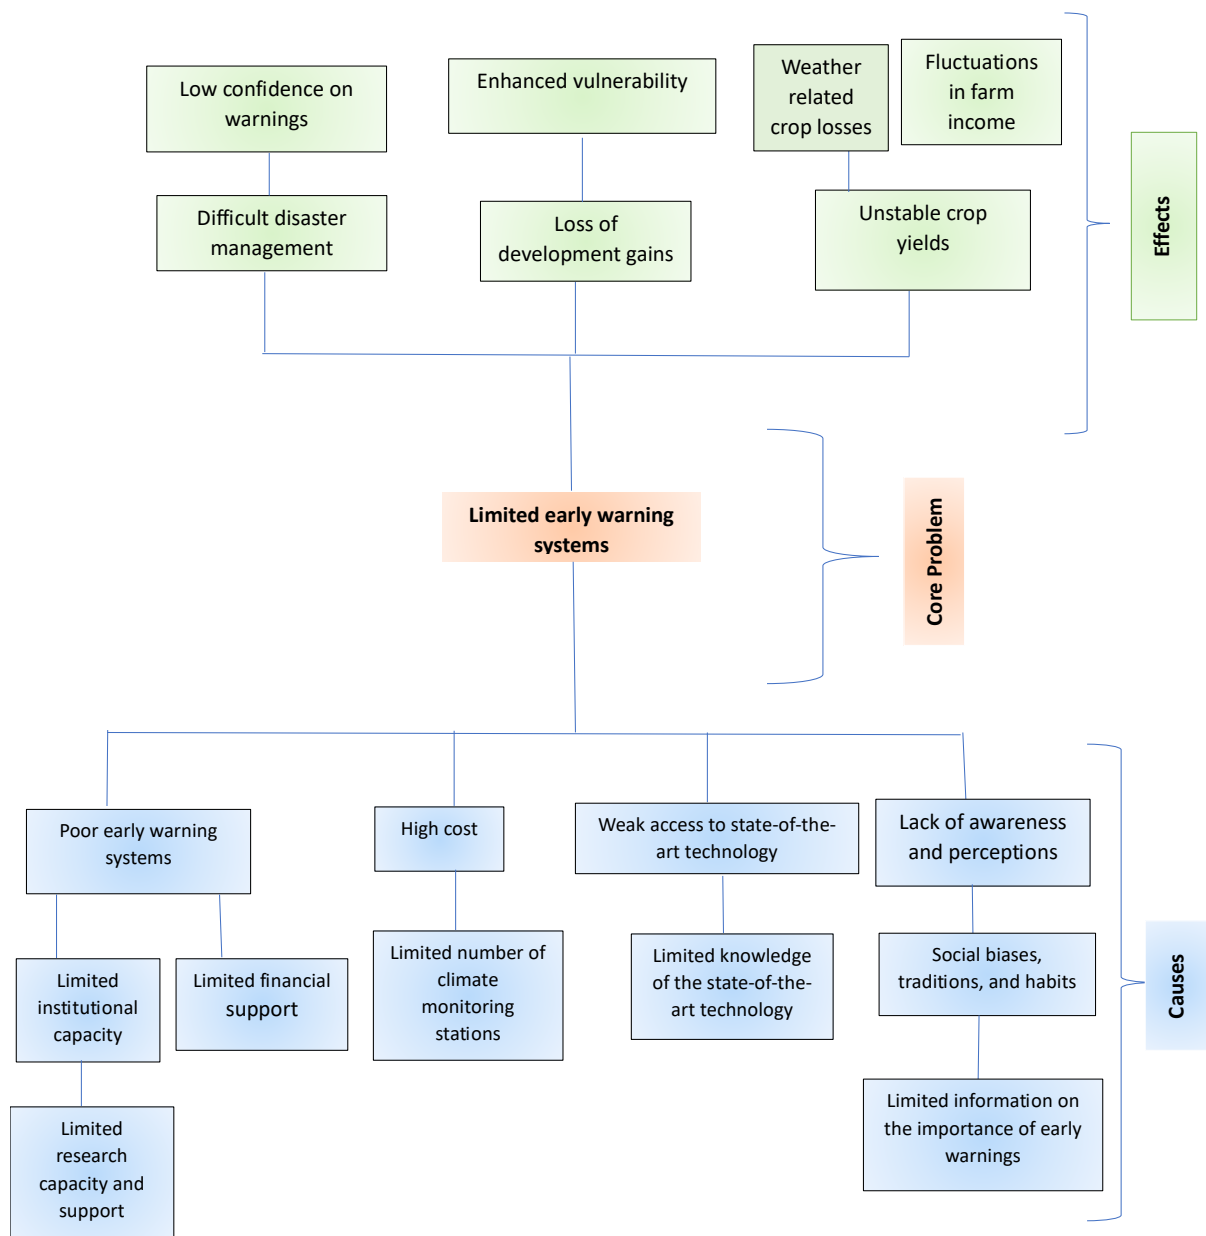 Low confidence on
warnings
Enhanced vulnerability
Weather
related
crop losses
Fluctuations
in farm
income
Difficult disaster
management
Loss of
development gains
Unstable crop
yields
Effects
Limited early warning
systems
Core Problem
Poor early warning
systems
High cost
Weak access to state-of-the-
art technology
Lack of awareness
and perceptions
Limited
institutional
capacity
Limited financial
support
Limited number of
climate
monitoring
stations
Limited knowledge
of the state-of-the-
art technology
Social biases,
traditions, and habits
Causes
Limited
research
capacity and
support
Limited information on
the importance of early
warnings